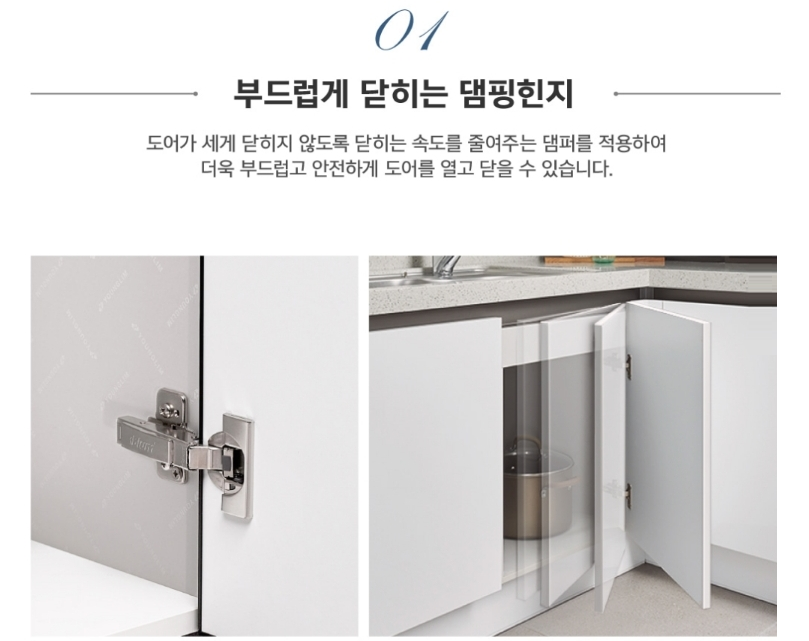 01
부드럽게 닫히는 댐핑힌지
도어가 세게 닫히지 않도록 닫히는 속도를 줄여주는 댐퍼를 적용하여
더욱 부드럽고 안전하게 도어를 열고 닫을 수 있습니다.